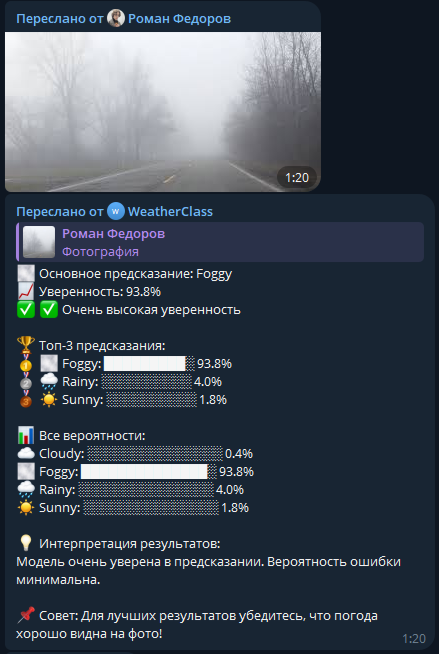 Переслано от Роман Федоров
1:20
Переслано от W WeatherClass
Роман Федоров
Фотография
Основное предсказание: Foggy
Уверенность: 93.8%
Очень высокая уверенность
Топ-3 предсказания:
1 Foggy: 93.8%
2 Rainy: 4.0%
3 Sunny: 1.8%
Все вероятности:
Cloudy: 0.4%
Foggy: 93.8%
Rainy: 4.0%
Sunny: 1.8%
Интерпретация результатов:
Модель очень уверена в предсказании. Вероятность ошибки
минимальна.
Совет: Для лучших результатов убедитесь, что погода
хорошо видна на фото!
1:20